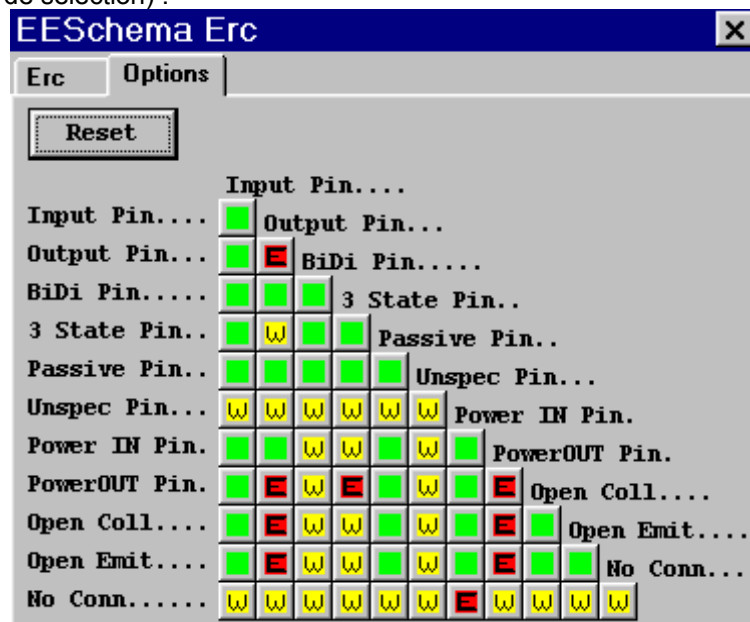 de sélection) .
EESchema Erc
Erc Options
Reset
Input Pin....
Input Pin.... Output Pin...
Output Pin... E BiDi Pin.....
BiDi Pin..... 3 State Pin..
3 State Pin.. W Passive Pin..
Passive Pin.. Unspec Pin...
Unspec Pin... W W W W W W Power IN Pin.
Power IN Pin. W W W PowerOUT Pin.
PowerOUT Pin. E W E W E Open Coll....
Open Coll.... E W W W E Open Emit....
Open Emit.... E W W W E No Conn...
No Conn...... W W W W W W E W W W W